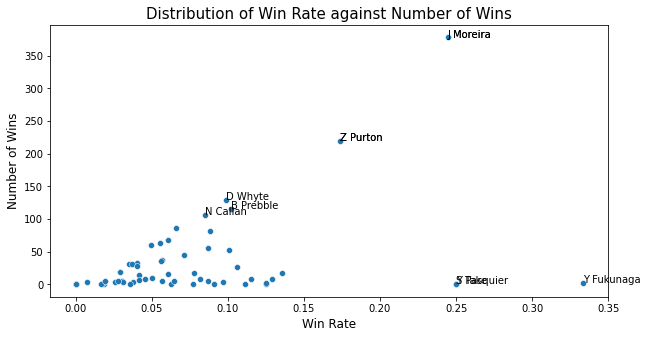 Distribution of Win Rate against Number of Wins
J Moreira
Z Purton
D Whyte
B Prebble
N Callan
Y Fukunaga
Number of Wins
350
300
250
200
150
100
50
0
0.00 0.05 0.10 0.15 0.20 0.25 0.30 0.35
Win Rate